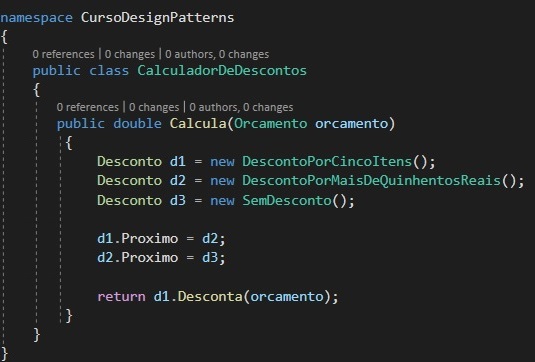 namespace CursoDesignPatterns
{
0 references | 0 changes | 0 authors, 0 changes
public class CalculadorDeDescontos
{
0 references | 0 changes | 0 authors, 0 changes
public double Calcula(Orcamento orcamento)
{
Desconto d1 = new DescontoPorCincoItens();
Desconto d2 = new DescontoPorMaisDeQuinhentosReais();
Desconto d3 = new SemDesconto();
d1.Proximo = d2;
d2.Proximo = d3;
return d1.Desconta(orcamento);
}
}
}